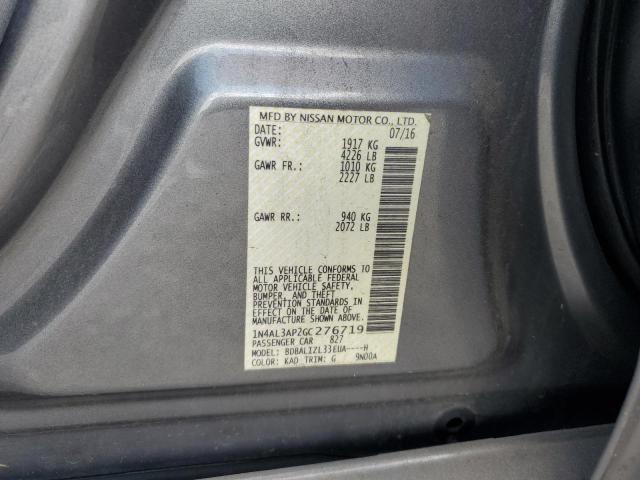 MFD BY NISSAN MOTOR CO., LTD.
DATE: 07/16
GVWR: 1917 KG
4226 LB
GAWR FR.: 1010 KG
2227 LB
GAWR RR.: 940 KG
2072 LB
THIS VEHICLE CONFORMS TO
ALL APPLICABLE FEDERAL
MOTOR VEHICLE SAFETY,
BUMPER, AND THEFT
PREVENTION STANDARDS IN
EFFECT ON THE DATE OF
MANUFACTURE SHOWN ABOVE.
1N4AL3AP2GC276719
PASSENGER CAR 827
MODEL: BDBALIZL33EUA----H
COLOR: KAD TRIM: G 9N00A